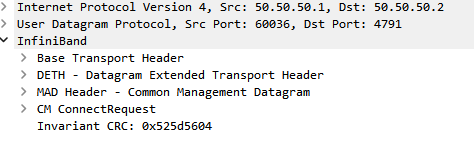 Internet Protocol Version 4, Src: 50.50.50.1, Dst: 50.50.50.2
User Datagram Protocol, Src Port: 60036, Dst Port: 4791
InfiniBand
Base Transport Header
DETH - Datagram Extended Transport Header
MAD Header - Common Management Datagram
CM ConnectRequest
Invariant CRC: 0x525d5604